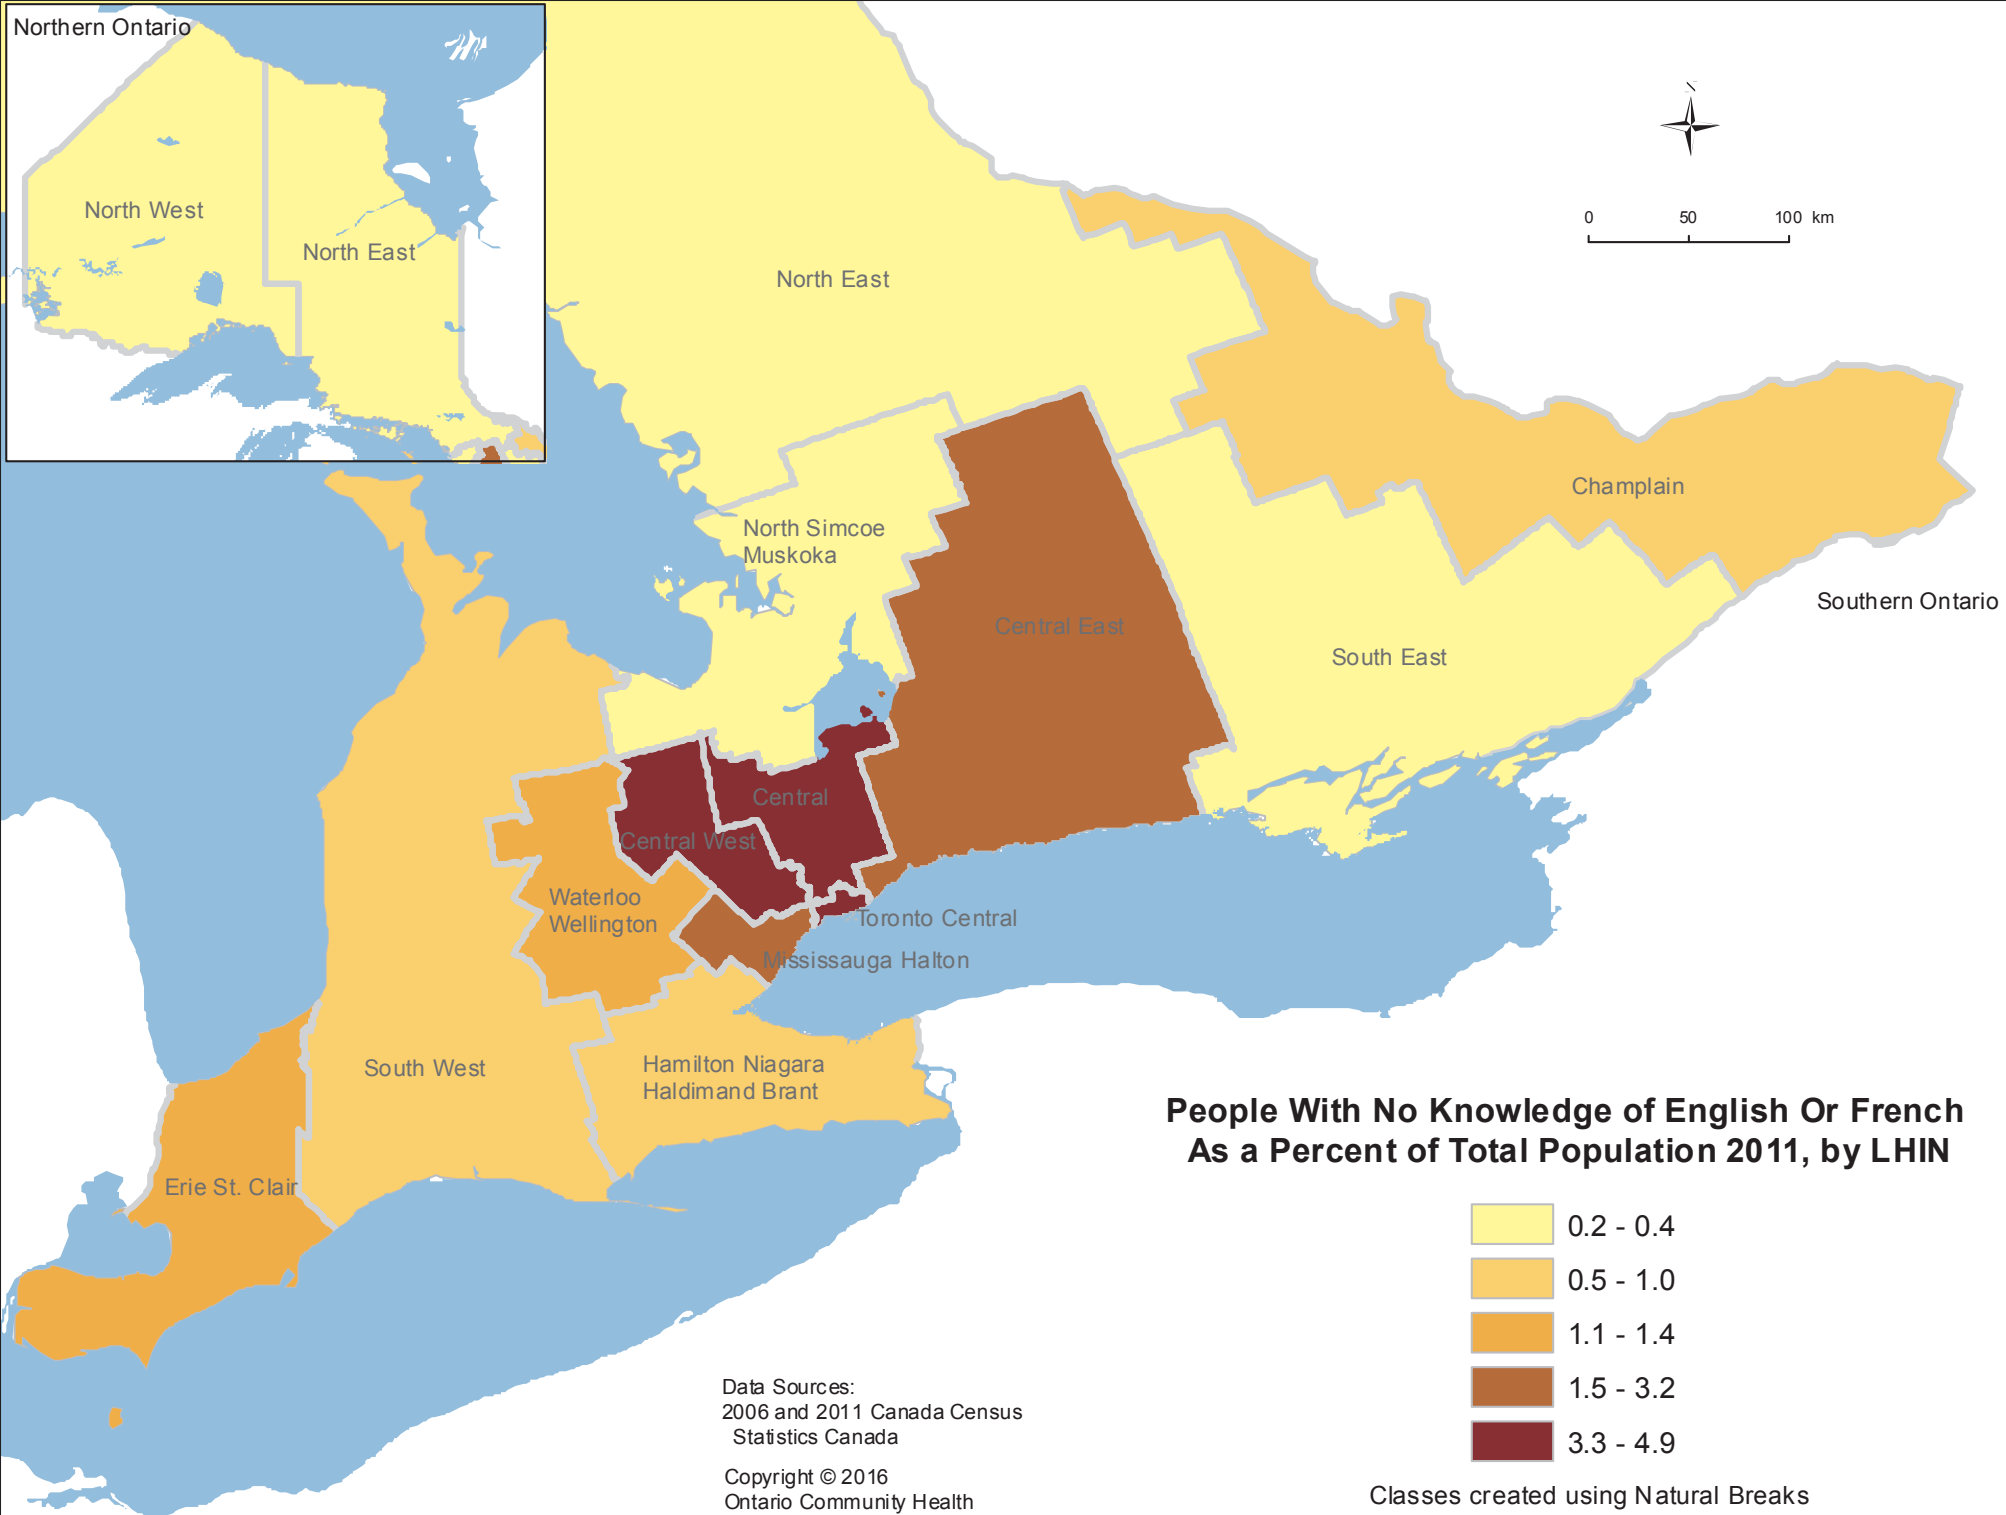 Northern Ontario
N
0 50 100 km
North West
North East
North East
Champlain
North Simcoe
Muskoka
Central East
Southern Ontario
South East
Central
Central West
Waterloo
Wellington
Toronto Central
Mississauga Halton
South West
Hamilton Niagara
Haldimand Brant
Erie St. Clair
People With No Knowledge of English Or French
As a Percent of Total Population 2011, by LHIN
0.2 - 0.4
0.5 - 1.0
1.1 - 1.4
1.5 - 3.2
3.3 - 4.9
Classes created using Natural Breaks
Data Sources:
2006 and 2011 Canada Census
Statistics Canada
Copyright © 2016
Ontario Community Health